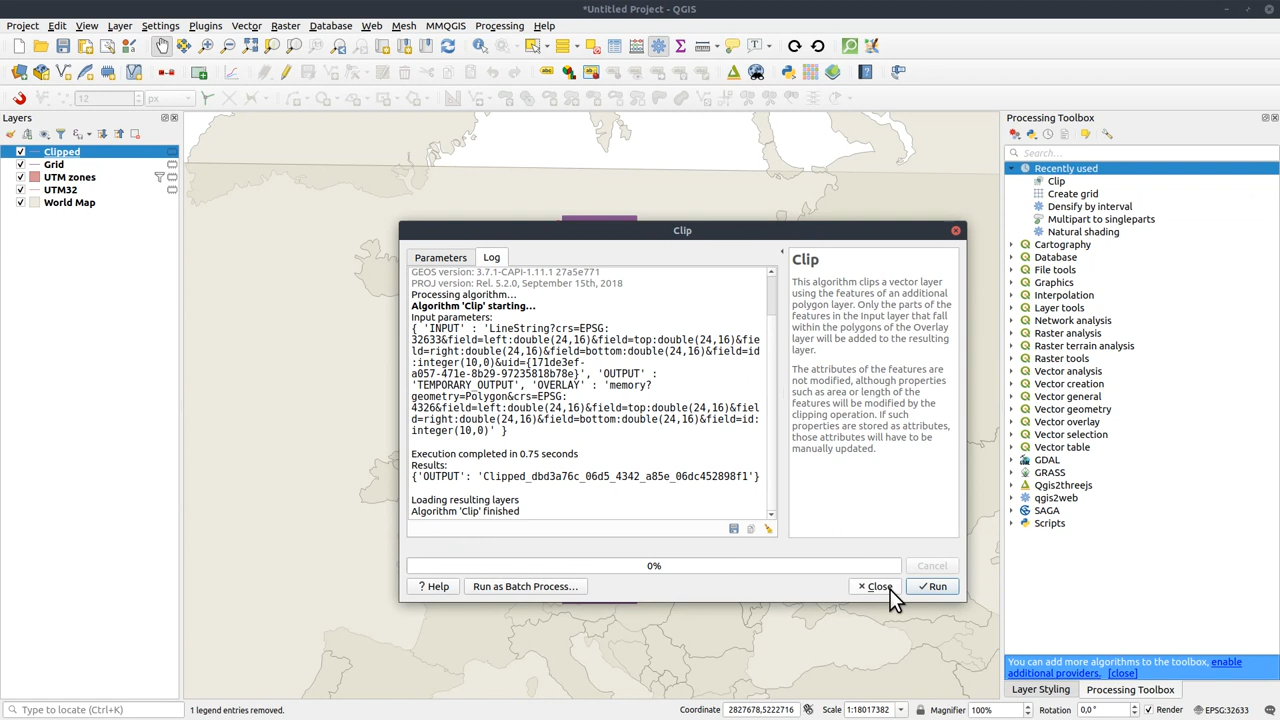 *Untitled Project - QGIS
Project Edit View Layer Settings Plugins Vector Raster Database Web Mesh MMQGIS Processing Help
12 px
Layers
Clipped
Grid
UTM zones
UTM32
World Map
Clip
Parameters Log
GEOS version: 3.7.1-CAPI-1.11.1 27a5e771
PROJ version: Rel. 5.2.0, September 15th, 2018
Processing algorithm…
Algorithm 'Clip' starting…
Input parameters:
{ 'INPUT' : 'LineString?crs=EPSG:
32633&field=left:double(24,16)&field=top:double(24,16)&fie
ld=right:double(24,16)&field=bottom:double(24,16)&field=id
:integer(10,0)&uid={171de3ef-
a057-471e-8b29-97235818b78e}', 'OUTPUT' :
'TEMPORARY_OUTPUT', 'OVERLAY' : 'memory?
geometry=Polygon&crs=EPSG:
4326&field=left:double(24,16)&field=top:double(24,16)&fiel
d=right:double(24,16)&field=bottom:double(24,16)&field=id:
integer(10,0)' }
Execution completed in 0.75 seconds
Results:
{'OUTPUT': 'Clipped_dbd3a76c_06d5_4342_a85e_06dc452898f1'}
Loading resulting layers
Algorithm 'Clip' finished
0%
Cancel
? Help Run as Batch Process… Close Run
Clip
This algorithm clips a vector layer
using the features of an additional
polygon layer. Only the parts of the
features in the Input layer that fall
within the polygons of the Overlay
layer will be added to the resulting
layer.
The attributes of the features are
not modified, although properties
such as area or length of the
features will be modified by the
clipping operation. If such
properties are stored as attributes,
those attributes will have to be
manually updated.
Processing Toolbox
Search…
Recently used
Clip
Create grid
Densify by interval
Multipart to singleparts
Natural shading
Cartography
Database
File tools
Graphics
Interpolation
Layer tools
Network analysis
Raster analysis
Raster terrain analysis
Raster tools
Vector analysis
Vector creation
Vector general
Vector geometry
Vector overlay
Vector selection
Vector table
GDAL
GRASS
Qgis2threejs
qgis2web
SAGA
Scripts
You can add more algorithms to the toolbox, enable
additional providers. [close]
Layer Styling Processing Toolbox
Type to locate (Ctrl+K) 1 legend entries removed. Coordinate 2827678,5222716 Scale 1:18017382 Magnifier 100% Rotation 0,0° Render EPSG:32633